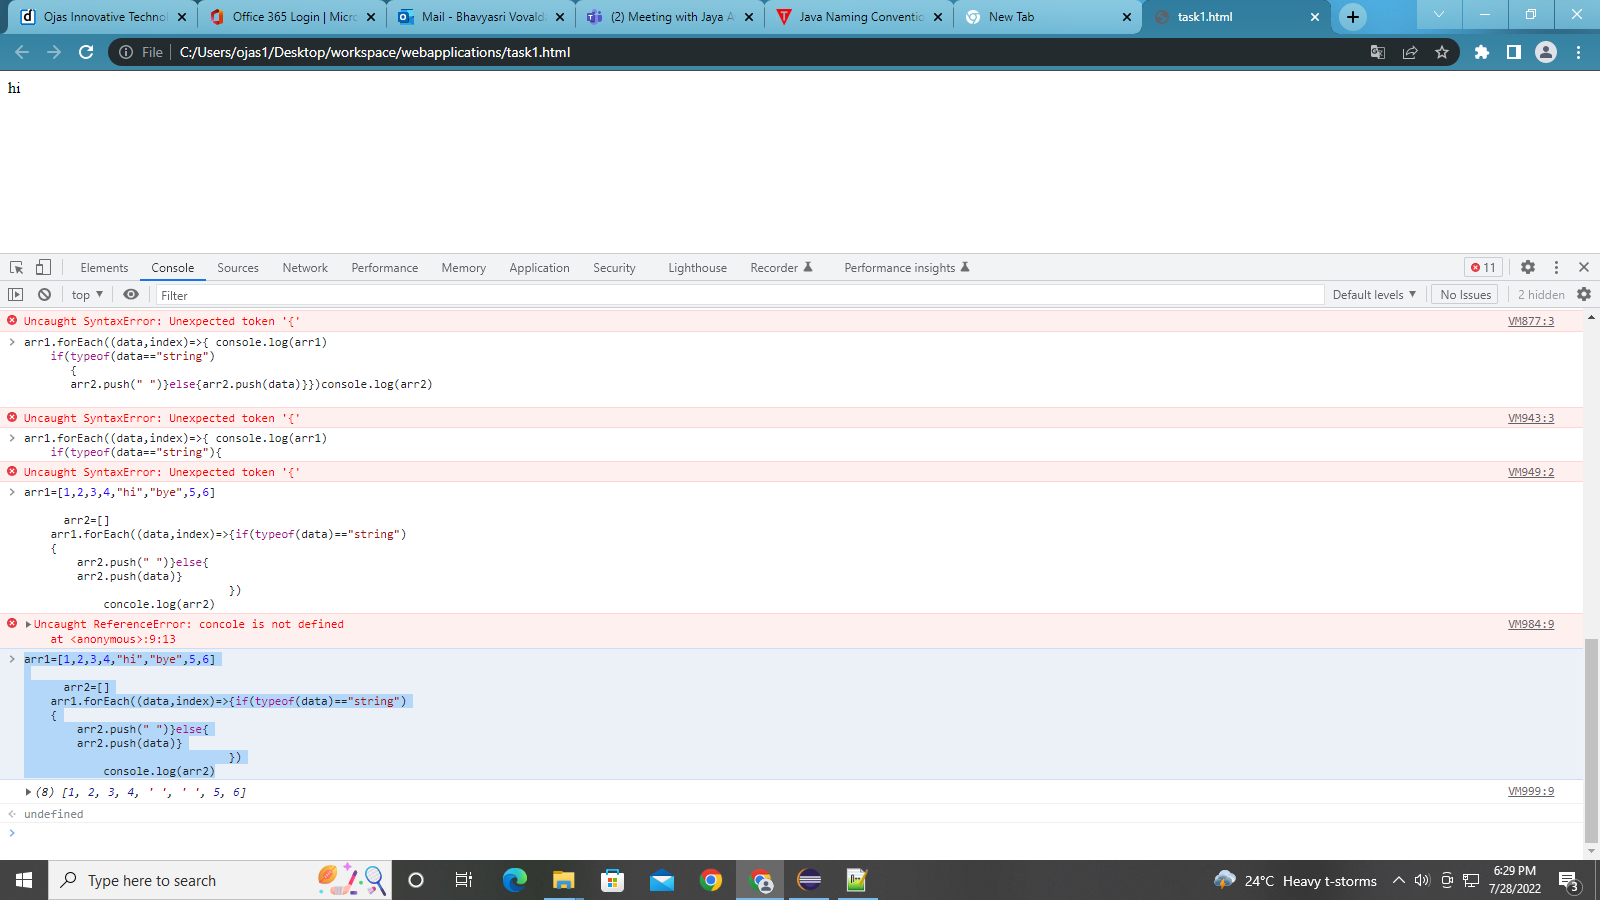 Ojas Innovative Technol
Office 365 Login | Micro
Mail - Bhavyasri Vovald
(2) Meeting with Jaya A
Java Naming Conventio
New Tab
task1.html
File
C:/Users/ojas1/Desktop/workspace/webapplications/task1.html
hi
Elements
Console
Sources
Network
Performance
Memory
Application
Security
Lighthouse
Recorder
Performance insights
11
top
Filter
Default levels
No Issues
2 hidden
Uncaught SyntaxError: Unexpected token '{'
VM877:3
arr1.forEach((data,index)=>{ console.log(arr1)
if(typeof(data=="string")
{
arr2.push(" ")}else{arr2.push(data)}})console.log(arr2)
Uncaught SyntaxError: Unexpected token '{'
VM943:3
arr1.forEach((data,index)=>{ console.log(arr1)
if(typeof(data=="string"){
Uncaught SyntaxError: Unexpected token '{'
VM949:2
arr1=[1,2,3,4,"hi","bye",5,6]
arr2=[]
arr1.forEach((data,index)=>{if(typeof(data)=="string")
{
arr2.push(" ")}else{
arr2.push(data)}
})
concole.log(arr2)
Uncaught ReferenceError: concole is not defined
VM984:9
at <anonymous>:9:13
arr1=[1,2,3,4,"hi","bye",5,6]
arr2=[]
arr1.forEach((data,index)=>{if(typeof(data)=="string")
{
arr2.push(" ")}else{
arr2.push(data)}
})
console.log(arr2)
(8) [1, 2, 3, 4, ' ', ' ', 5, 6]
VM999:9
undefined
Type here to search
24°C Heavy t-storms
6:29 PM
7/28/2022
3